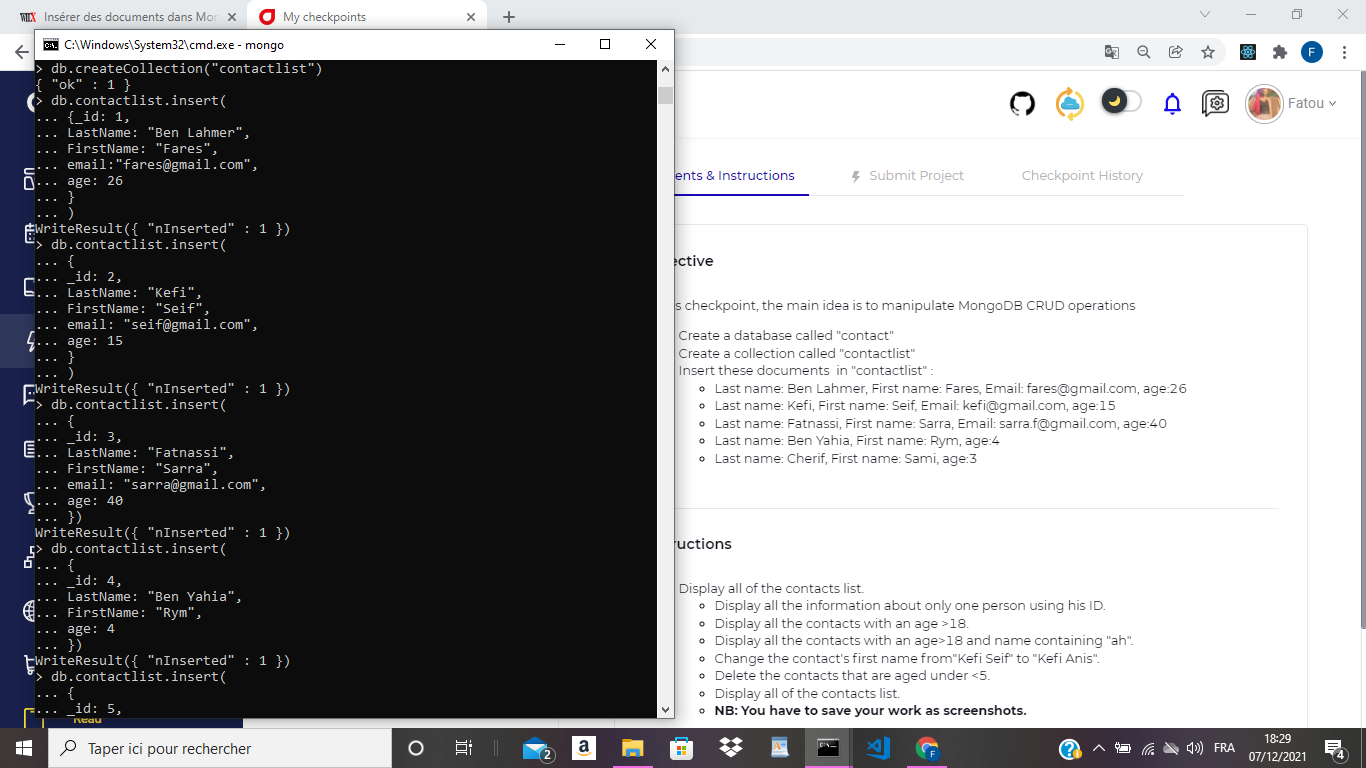 Insérer des documents dans Mon
My checkpoints
C:\Windows\System32\cmd.exe - mongo
> db.createCollection("contactlist")
{ "ok" : 1 }
> db.contactlist.insert(
... {_id: 1,
... LastName: "Ben Lahmer",
... FirstName: "Fares",
... email:"fares@gmail.com",
... age: 26
... }
... )
WriteResult({ "nInserted" : 1 })
> db.contactlist.insert(
... {
... _id: 2,
... LastName: "Kefi",
... FirstName: "Seif",
... email: "seif@gmail.com",
... age: 15
... }
... )
WriteResult({ "nInserted" : 1 })
> db.contactlist.insert(
... {
... _id: 3,
... LastName: "Fatnassi",
... FirstName: "Sarra",
... email: "sarra@gmail.com",
... age: 40
... })
WriteResult({ "nInserted" : 1 })
> db.contactlist.insert(
... {
... _id: 4,
... LastName: "Ben Yahia",
... FirstName: "Rym",
... age: 4
... })
WriteResult({ "nInserted" : 1 })
> db.contactlist.insert(
... {
... _id: 5,
F
Fatou
ents & Instructions
Submit Project
Checkpoint History
ective
s checkpoint, the main idea is to manipulate MongoDB CRUD operations
Create a database called "contact"
Create a collection called "contactlist"
Insert these documents in "contactlist" :
Last name: Ben Lahmer, First name: Fares, Email: fares@gmail.com, age:26
Last name: Kefi, First name: Seif, Email: kefi@gmail.com, age:15
Last name: Fatnassi, First name: Sarra, Email: sarra.f@gmail.com, age:40
Last name: Ben Yahia, First name: Rym, age:4
Last name: Cherif, First name: Sami, age:3
ructions
Display all of the contacts list.
Display all the information about only one person using his ID.
Display all the contacts with an age >18.
Display all the contacts with an age>18 and name containing "ah".
Change the contact's first name from"Kefi Seif" to "Kefi Anis".
Delete the contacts that are aged under <5.
Display all of the contacts list.
NB: You have to save your work as screenshots.
Read
Taper ici pour rechercher
2
FRA
18:29
07/12/2021
4